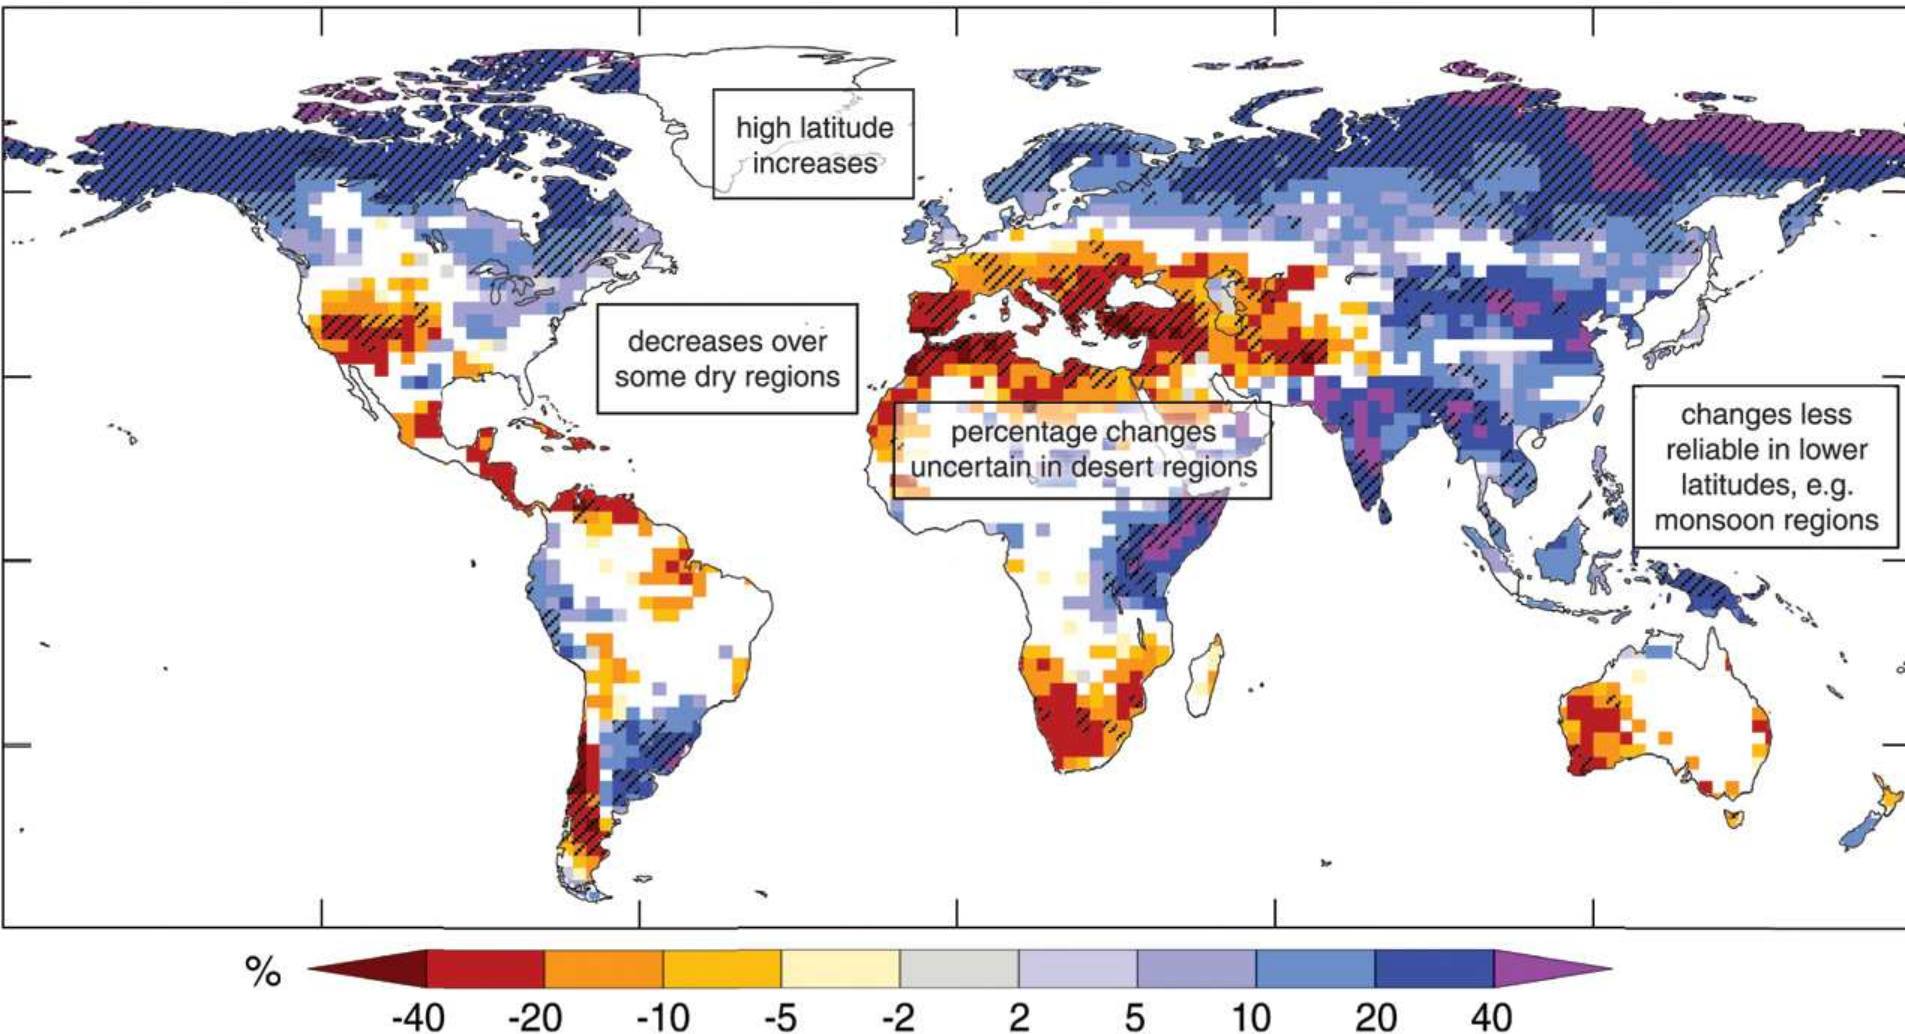 high latitude
increases
decreases over
some dry regions
percentage changes
uncertain in desert regions
changes less
reliable in lower
latitudes, e.g.
monsoon regions
%
-40 -20 -10 -5 -2 2 5 10 20 40